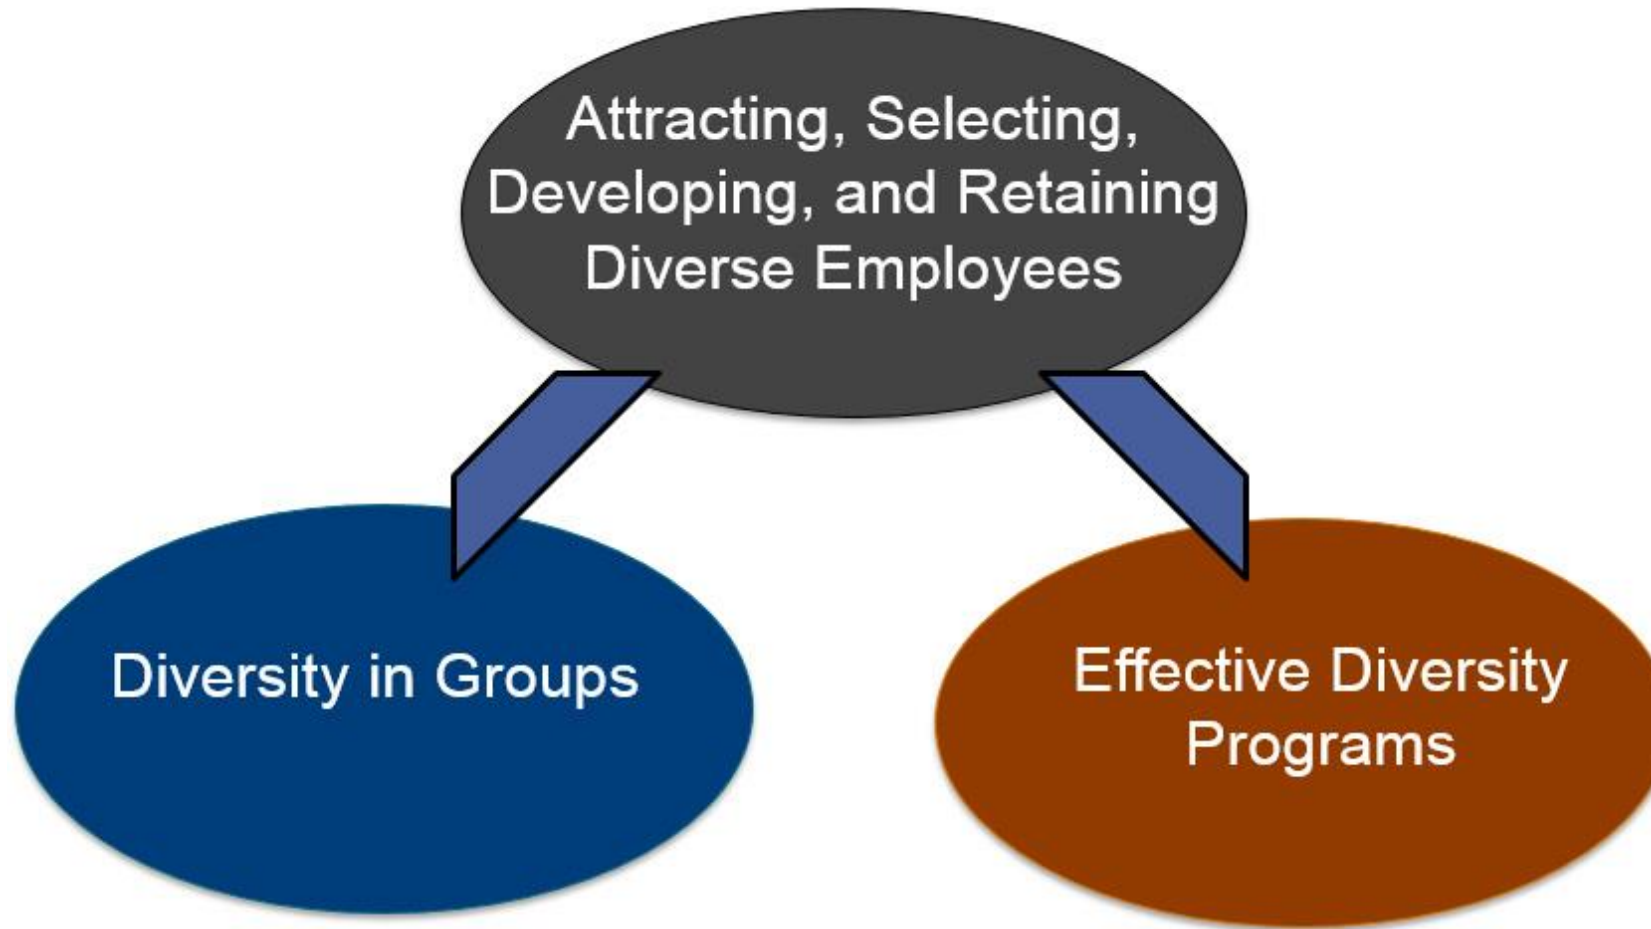 Attracting, Selecting,
Developing, and Retaining
Diverse Employees
Diversity in Groups
Effective Diversity
Programs